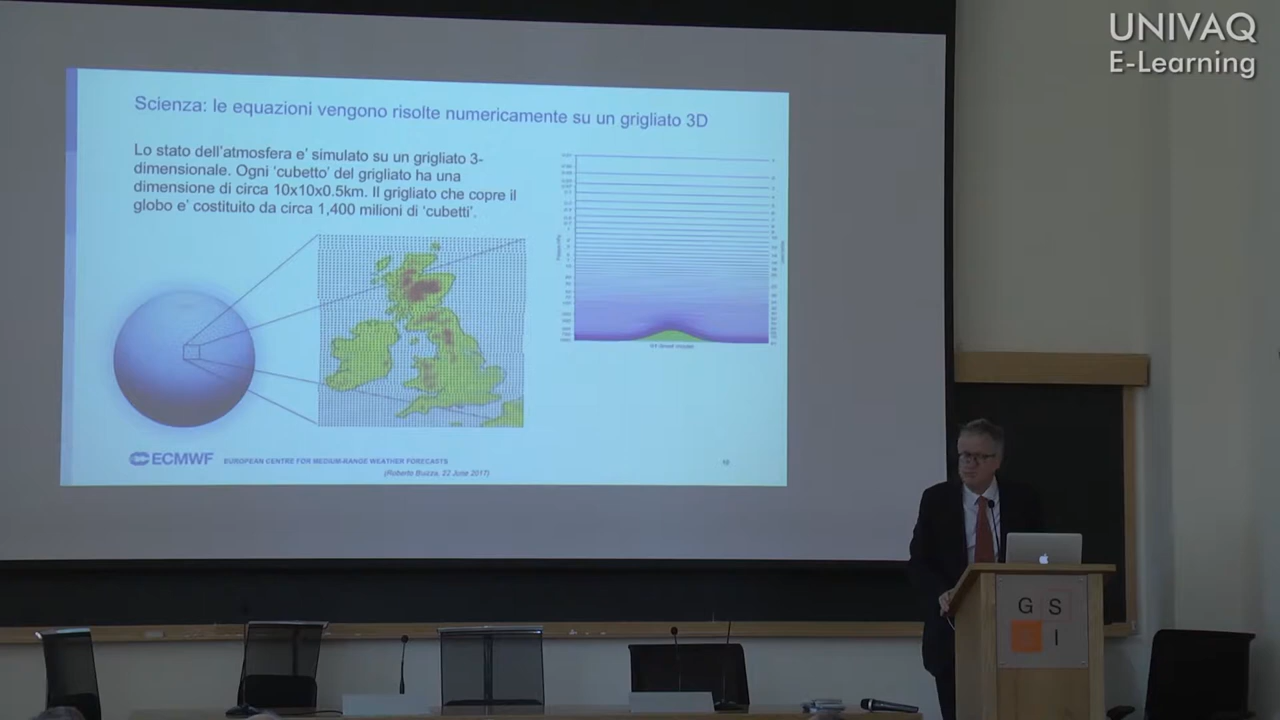 UNIVAQ
E-Learning
Scienza: le equazioni vengono risolte numericamente su un grigliato 3D
Lo stato dell'atmosfera e' simulato su un grigliato 3-
dimensionale. Ogni 'cubetto' del grigliato ha una
dimensione di circa 10x10x0.5km. Il grigliato che copre il
globo e' costituito da circa 1,400 milioni di 'cubetti'.
ECMWF EUROPEAN CENTRE FOR MEDIUM-RANGE WEATHER FORECASTS
(Roberto Buizza, 22 June 2017)
G S
I